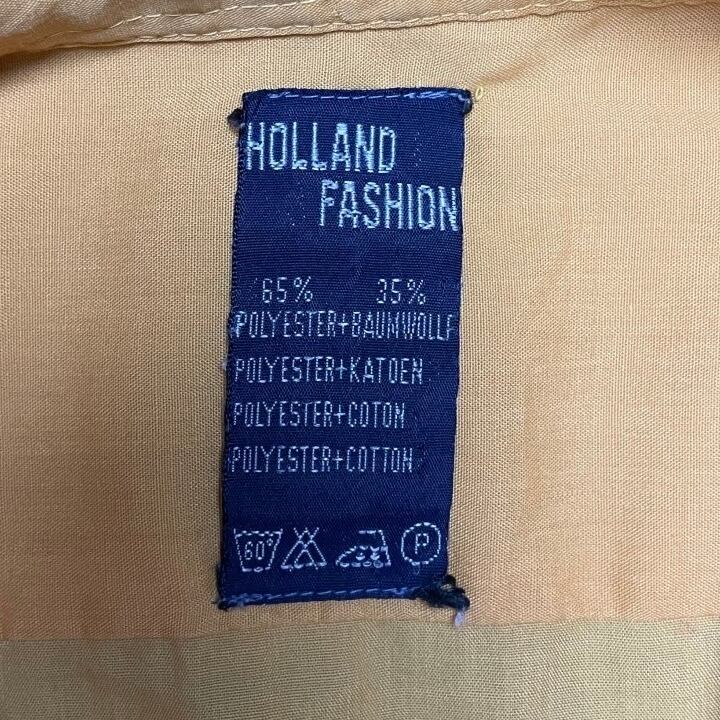 HOLLAND
FASHION
65% 35%
POLYESTER+BAUMWOLLE
POLYESTER+KATOEN
POLYESTER+COTON
POLYESTER+COTTON
60° P